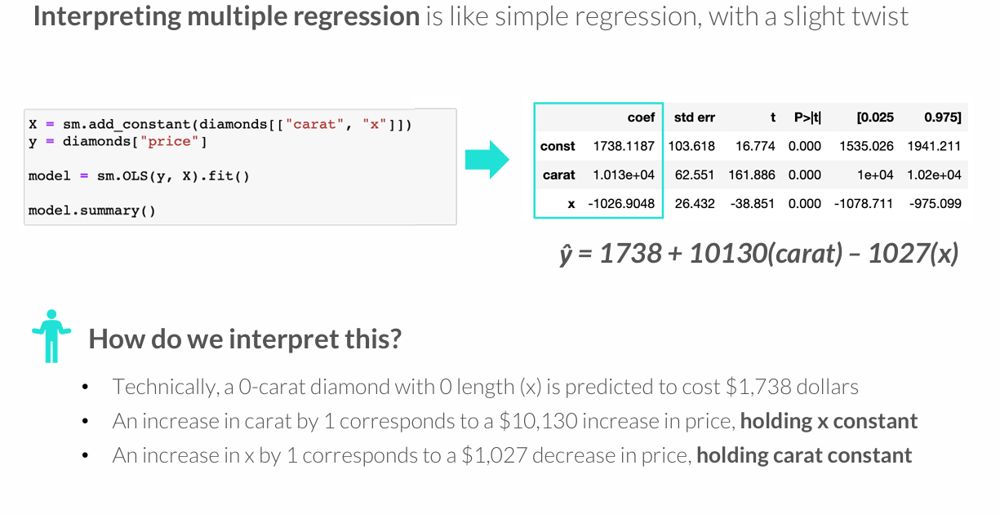 Interpreting multiple regression is like simple regression, with a slight twist
X = sm.add_constant(diamonds[["carat", "x"]])
y = diamonds["price"]
model = sm.OLS(y, X).fit()
model.summary()
coef std err t P>|t| [0.025 0.975]
const 1738.1187 103.618 16.774 0.000 1535.026 1941.211
carat 1.013e+04 62.551 161.886 0.000 1e+04 1.02e+04
x -1026.9048 26.432 -38.851 0.000 -1078.711 -975.099
ŷ = 1738 + 10130(carat) – 1027(x)
How do we interpret this?
• Technically, a 0-carat diamond with 0 length (x) is predicted to cost $1,738 dollars
• An increase in carat by 1 corresponds to a $10,130 increase in price, holding x constant
• An increase in x by 1 corresponds to a $1,027 decrease in price, holding carat constant